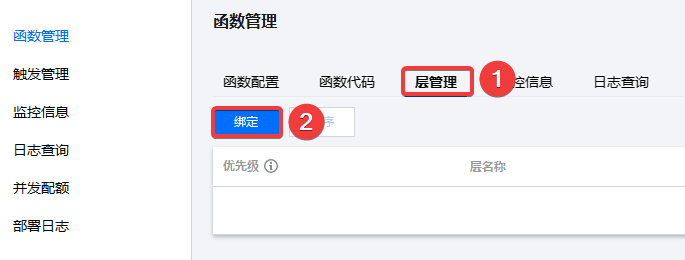 函数管理
函数管理
触发管理
监控信息
日志查询
并发配额
部署日志
函数配置 函数代码 层管理 1 控信息 日志查询
绑定 2 序
优先级 层名称